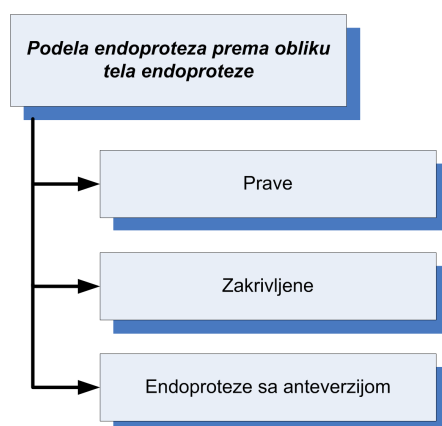 Podela endoproteza prema obliku
tela endoproteze
Prave
Zakrivljene
Endoproteze sa anteverzijom